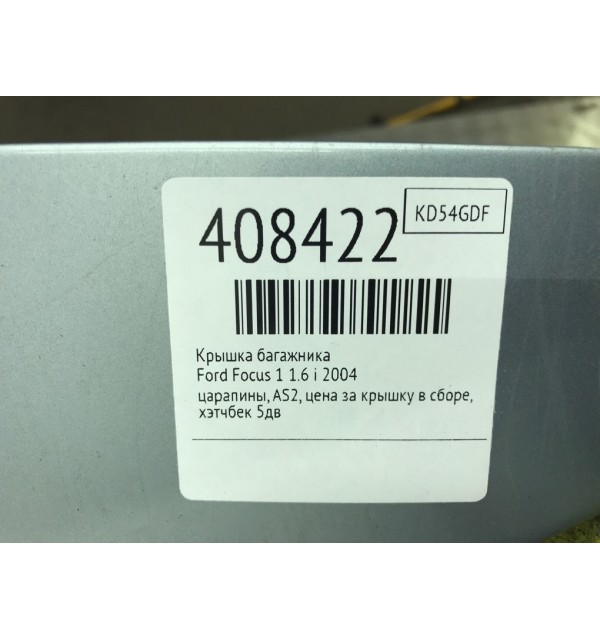 408422
KD54GDF
Крышка багажника
Ford Focus 1 1.6 i 2004
царапины, AS2, цена за крышку в сборе,
хэтчбек 5дв